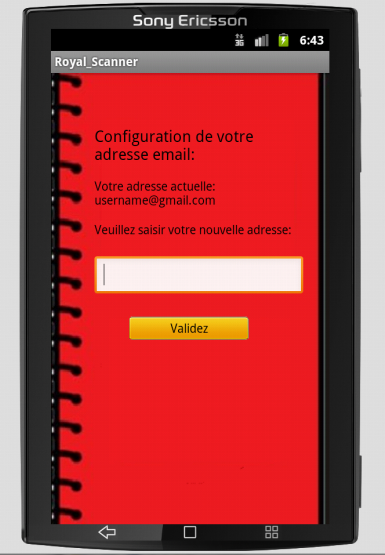 Sony Ericsson
3G
6:43
Royal_Scanner
Configuration de votre
adresse email:
Votre adresse actuelle:
username@gmail.com
Veuillez saisir votre nouvelle adresse:
Validez